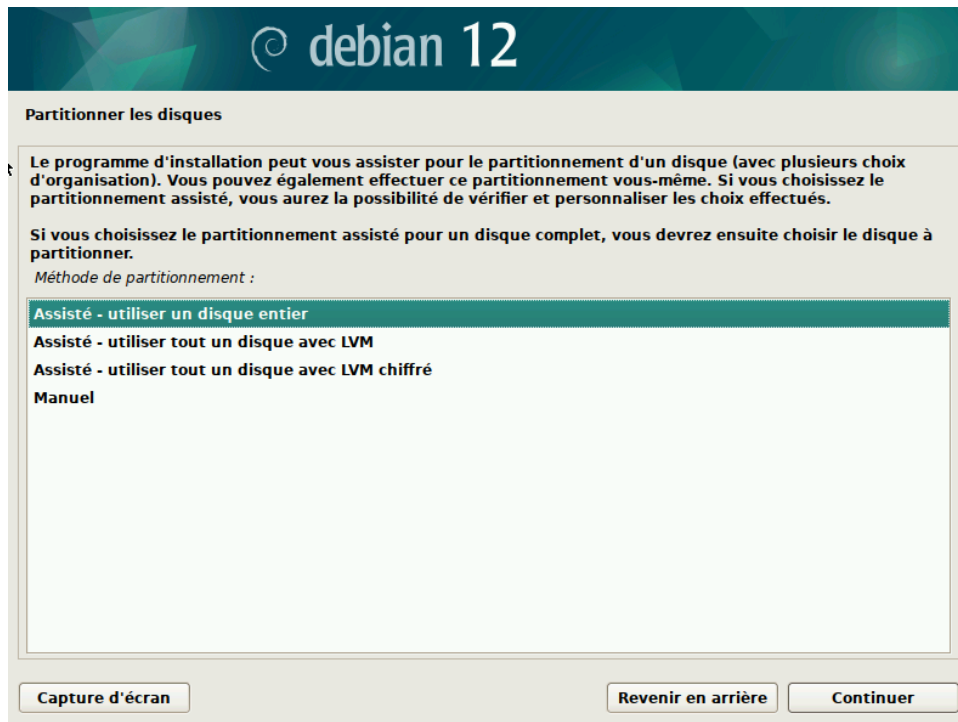 debian 12
Partitionner les disques
Le programme d'installation peut vous assister pour le partitionnement d'un disque (avec plusieurs choix
d'organisation). Vous pouvez également effectuer ce partitionnement vous-même. Si vous choisissez le
partitionnement assisté, vous aurez la possibilité de vérifier et personnaliser les choix effectués.
Si vous choisissez le partitionnement assisté pour un disque complet, vous devrez ensuite choisir le disque à
partitionner.
Méthode de partitionnement :
Assisté - utiliser un disque entier
Assisté - utiliser tout un disque avec LVM
Assisté - utiliser tout un disque avec LVM chiffré
Manuel
Capture d'écran
Revenir en arrière
Continuer